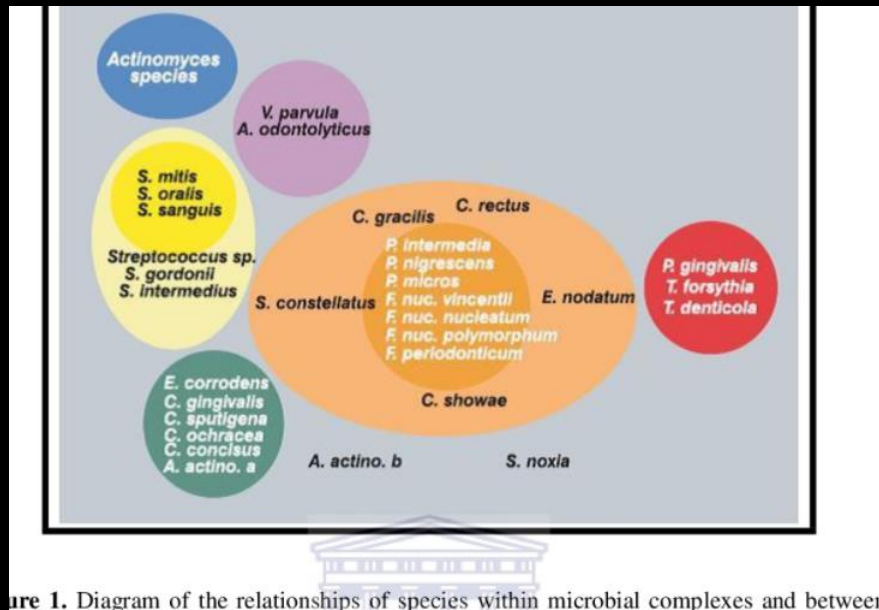 Actinomyces
species
V. parvula
A. odontolyticus
S. mitis
S. oralis
S. sanguis
Streptococcus sp.
S. gordonii
S. intermedius
C. gracilis
C. rectus
P. intermedia
P. nigrescens
P. micros
F. nuc. vincentii
F. nuc. nucleatum
F. nuc. polymorphum
F. periodonticum
S. constellatus
E. nodatum
C. showae
P. gingivalis
T. forsythia
T. denticola
E. corrodens
C. gingivalis
C. sputigena
C. ochracea
C. concisus
A. actino. a
A. actino. b
S. noxia
ure 1. Diagram of the relationships of species within microbial complexes and between